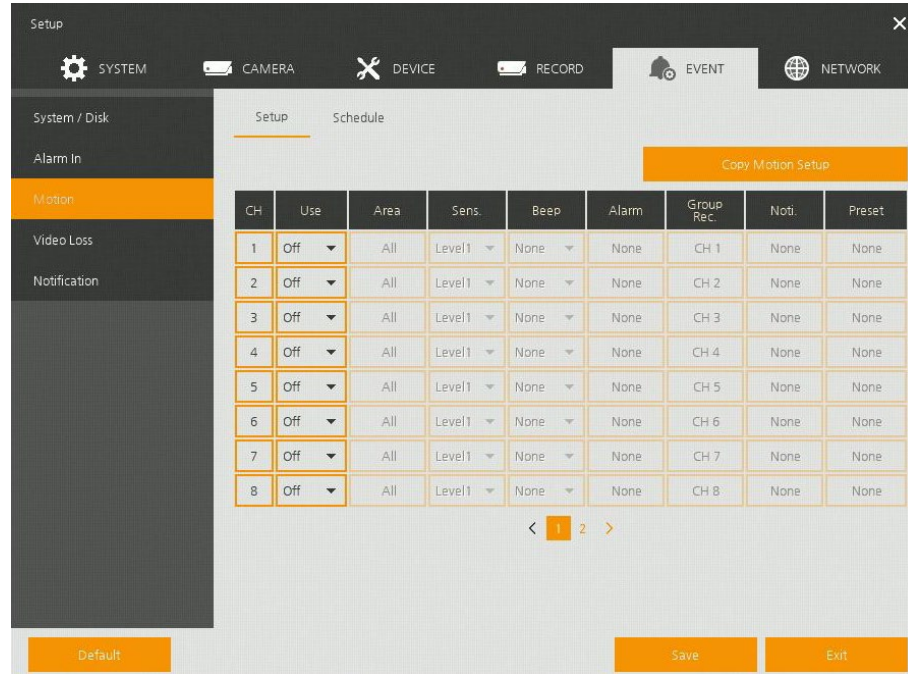 Setup
SYSTEM CAMERA DEVICE RECORD EVENT NETWORK
System / Disk
Alarm In
Motion
Video Loss
Notification
Setup Schedule
Copy Motion Setup
CH Use Area Sens. Beep Alarm Group Rec. Noti. Preset
1 Off All Level1 None None CH 1 None None
2 Off All Level1 None None CH 2 None None
3 Off All Level1 None None CH 3 None None
4 Off All Level1 None None CH 4 None None
5 Off All Level1 None None CH 5 None None
6 Off All Level1 None None CH 6 None None
7 Off All Level1 None None CH 7 None None
8 Off All Level1 None None CH 8 None None
< 1 2 >
Default Save Exit